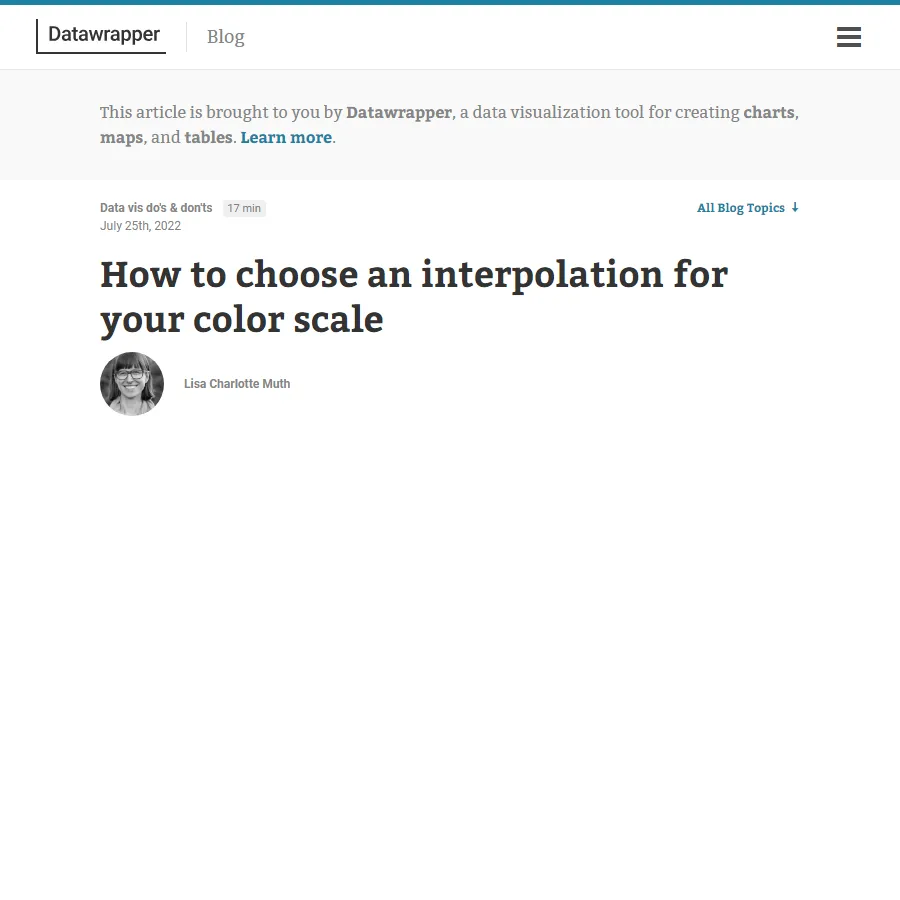 Datawrapper
Blog
This article is brought to you by Datawrapper, a data visualization tool for creating charts,
maps, and tables. Learn more.
Data vis do's & don'ts 17 min
All Blog Topics ↓
July 25th, 2022
How to choose an interpolation for
your color scale
Lisa Charlotte Muth